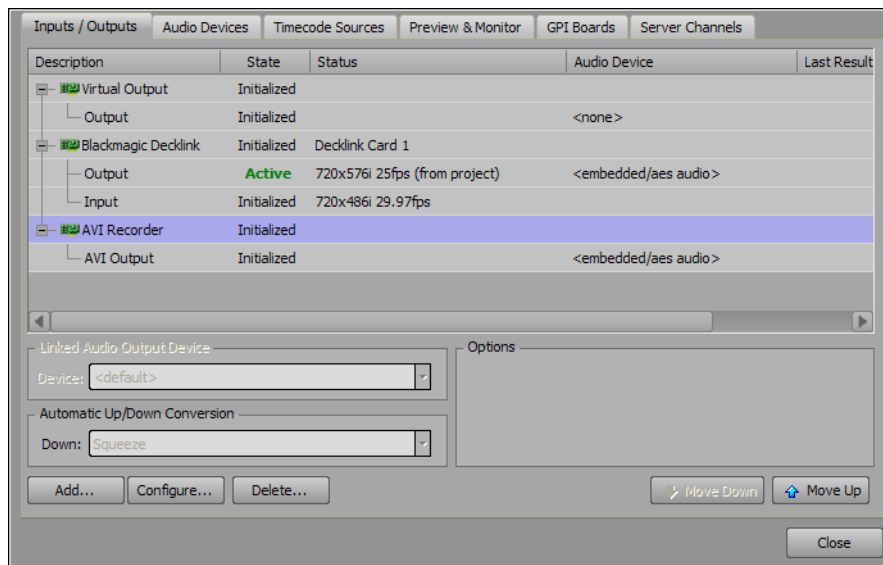 Inputs / Outputs Audio Devices Timecode Sources Preview & Monitor GPI Boards Server Channels
Description State Status Audio Device Last Result
Virtual Output Initialized
Output Initialized <none>
Blackmagic Decklink Initialized Decklink Card 1
Output Active 720x576i 25fps (from project) <embedded/aes audio>
Input Initialized 720x486i 29.97fps
AVI Recorder Initialized
AVI Output Initialized <embedded/aes audio>
Linked Audio Output Device Options
Device: <default>
Automatic Up/Down Conversion
Down: Squeeze
Add... Configure... Delete... Move Down Move Up
Close